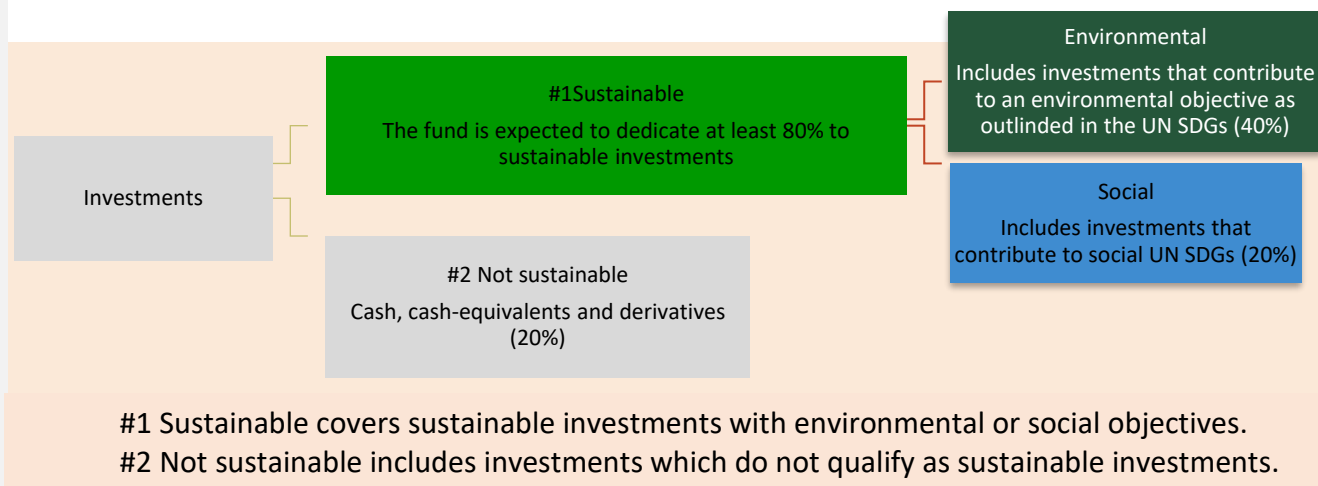 Environmental
Includes investments that contribute
to an environmental objective as
outlinded in the UN SDGs (40%)
#1Sustainable
The fund is expected to dedicate at least 80% to
sustainable investments
Investments
Social
Includes investments that
contribute to social UN SDGs (20%)
#2 Not sustainable
Cash, cash-equivalents and derivatives
(20%)
#1 Sustainable covers sustainable investments with environmental or social objectives.
#2 Not sustainable includes investments which do not qualify as sustainable investments.